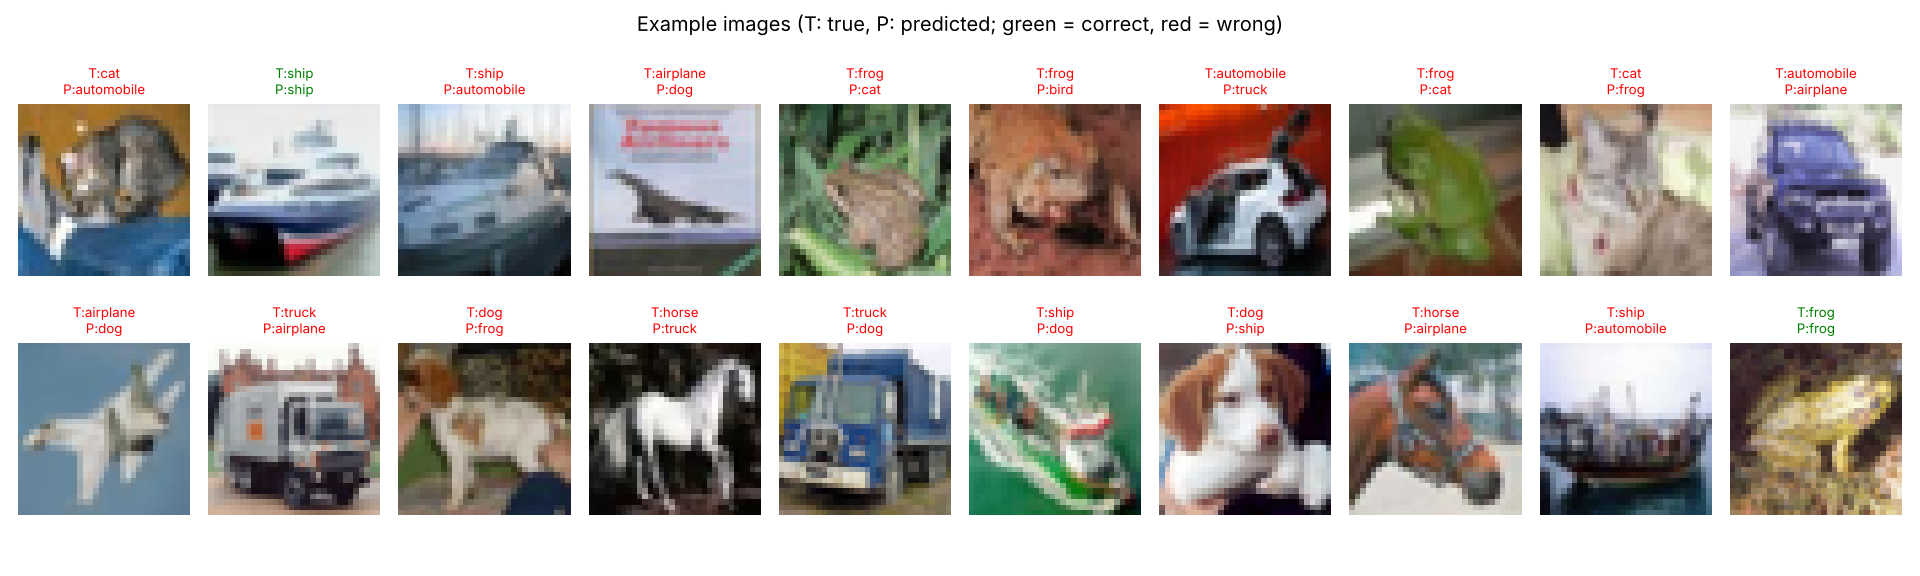 Example images (T: true, P: predicted; green = correct, red = wrong)
T:cat
P:automobile
T:ship
P:ship
T:ship
P:automobile
T:airplane
P:dog
T:frog
P:cat
T:frog
P:bird
T:automobile
P:truck
T:frog
P:cat
T:cat
P:frog
T:automobile
P:airplane
T:airplane
P:dog
T:truck
P:airplane
T:dog
P:frog
T:horse
P:truck
T:truck
P:dog
T:ship
P:dog
T:dog
P:ship
T:horse
P:airplane
T:ship
P:automobile
T:frog
P:frog